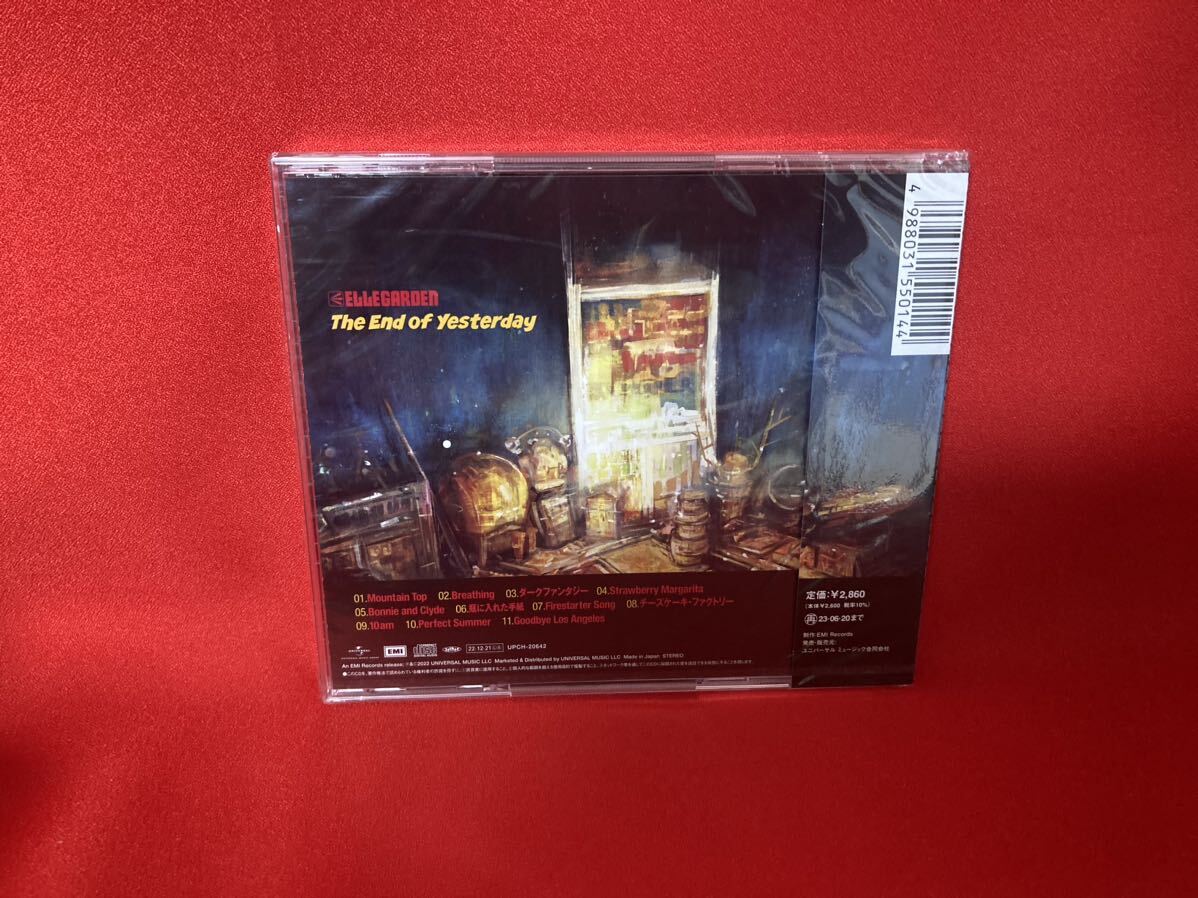 ELLEGARDEN
The End of Yesterday
4 988031 550144
01.Mountain Top 02.Breathing 03.ダークファンタジー 04.Strawberry Margarita
05.Bonnie and Clyde 06.瓶に入れた手紙 07.Firestarter Song 08.チーズケーキ・ファクトリー
09.10am 10.Perfect Summer 11.Goodbye Los Angeles
定価:¥2,860
(本体¥2,600 税率10%)
再 23・06・20まで
制作:EMI Records
発売・販売元:
ユニバーサル ミュージック合同会社
EMI 22.12.21 UPCH-20642
An EMI Records release; ℗&©2022 UNIVERSAL MUSIC LLC Marketed & Distributed by UNIVERSAL MUSIC LLC Made in Japan STEREO